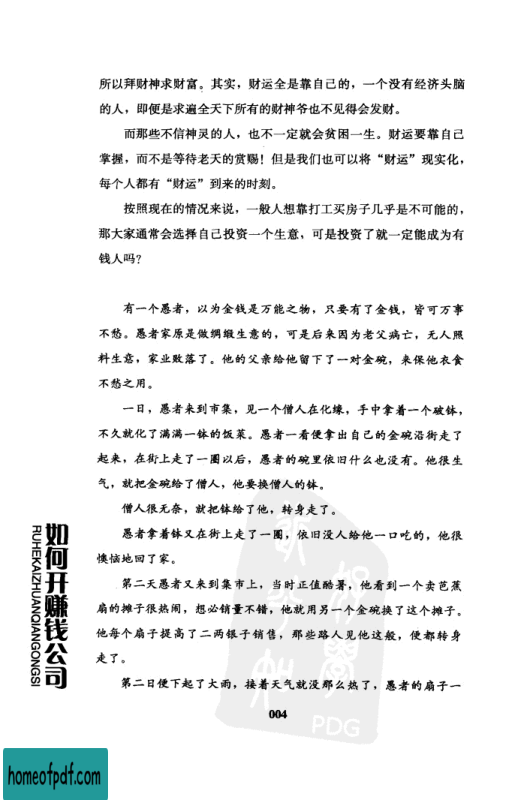 所以拜财神求财富。其实，财运全是靠自己的，一个没有经济头脑
的人，即便是求遍全天下所有的财神爷也不见得会发财。
而那些不信神灵的人，也不一定就会贫困一生。财运要靠自己
掌握，而不是等待老天的赏赐！但是我们也可以将“财运”现实化，
每个人都有“财运”到来的时刻。
按照现在的情况来说，一般人想靠打工买房子几乎是不可能的，
那大家通常会选择自己投资一个生意，可是投资了就一定能成为有
钱人吗？
有一个愚者，以为金钱是万能之物，只要有了金钱，皆可万事
不愁。愚者家原是做绸缎生意的，可是后来因为老父病亡，无人照
料生意，家业败落了。他的父亲给他留下了一对金碗，来保他衣食
不愁之用。
一日，愚者来到市集，见一个僧人在化缘，手中拿着一个破钵，
不久就化了满满一钵的饭菜。愚者一看便拿出自己的金碗沿街走了
起来，在街上走了一圈以后，愚者的碗里依旧什么也没有。他很生
气，就把金碗给了僧人，他要换僧人的钵。
僧人很无奈，就把钵给了他，转身走了。
愚者拿着钵又在街上走了一圈，依旧没人给他一口吃的，他很
懊恼地回了家。
第二天愚者又来到集市上，当时正值酷暑，他看到一个卖芭蕉
扇的摊子很热闹，想必销量不错，他就用另一个金碗换了这个摊子。
他每个扇子提高了二两银子销售，那些路人见他这般，便都转身
走了。
第二日便下起了大雨，接着天气就没那么热了，愚者的扇子一
如何开赚钱公司
RUHEKAIZHUANQIANGONGSI
004
PDG
homeofpdf.com